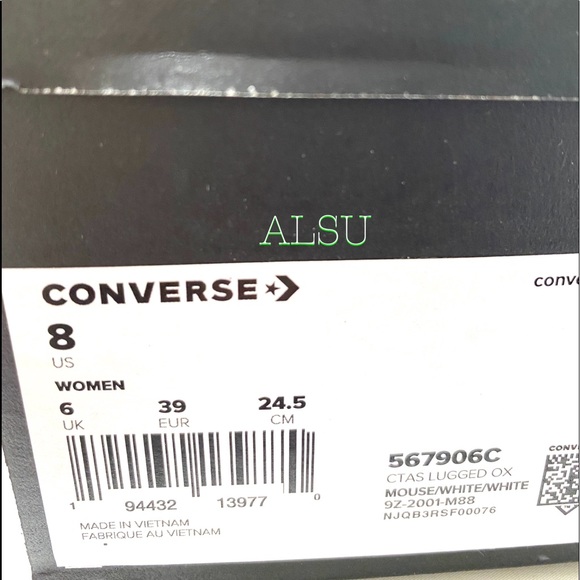 ALSU
CONVERSE
conve
8
US
WOMEN
6 39 24.5
UK EUR CM
1 94432 13977 0
MADE IN VIETNAM
FABRIQUE AU VIETNAM
567906C
CTAS LUGGED OX
MOUSE/WHITE/WHITE
9Z-2001-M88
NJQB3RSF00076
CONV